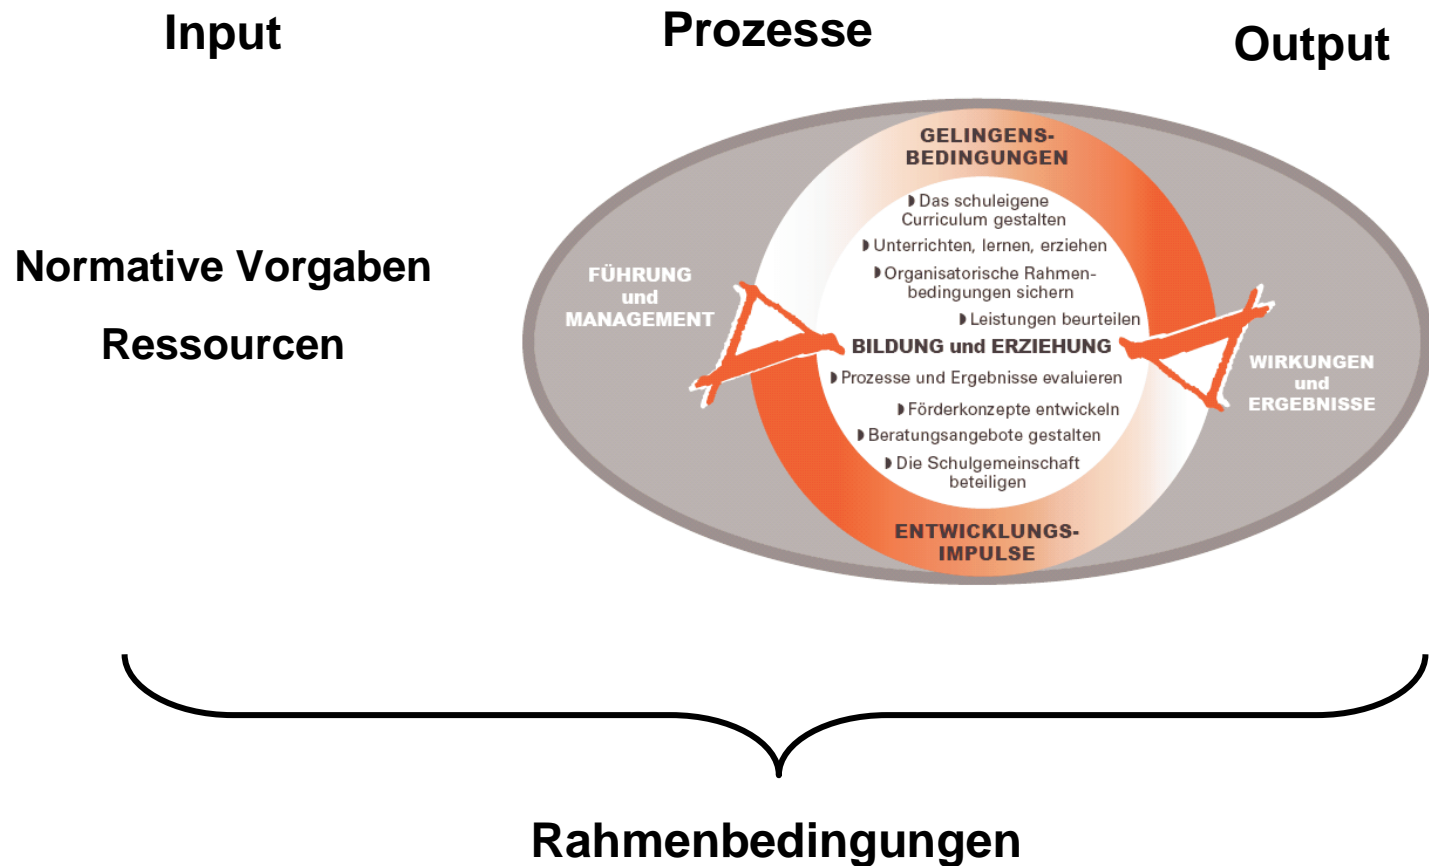 Input
Prozesse
Output
Normative Vorgaben
Ressourcen
GELINGENS-
BEDINGUNGEN
◗ Das schuleigene
Curriculum gestalten
◗ Unterrichten, lernen, erziehen
◗ Organisatorische Rahmen-
bedingungen sichern
◗ Leistungen beurteilen
FÜHRUNG
und
MANAGEMENT
BILDUNG und ERZIEHUNG
◗ Prozesse und Ergebnisse evaluieren
◗ Förderkonzepte entwickeln
◗ Beratungsangebote gestalten
◗ Die Schulgemeinschaft
beteiligen
WIRKUNGEN
und
ERGEBNISSE
ENTWICKLUNGS-
IMPULSE
Rahmenbedingungen